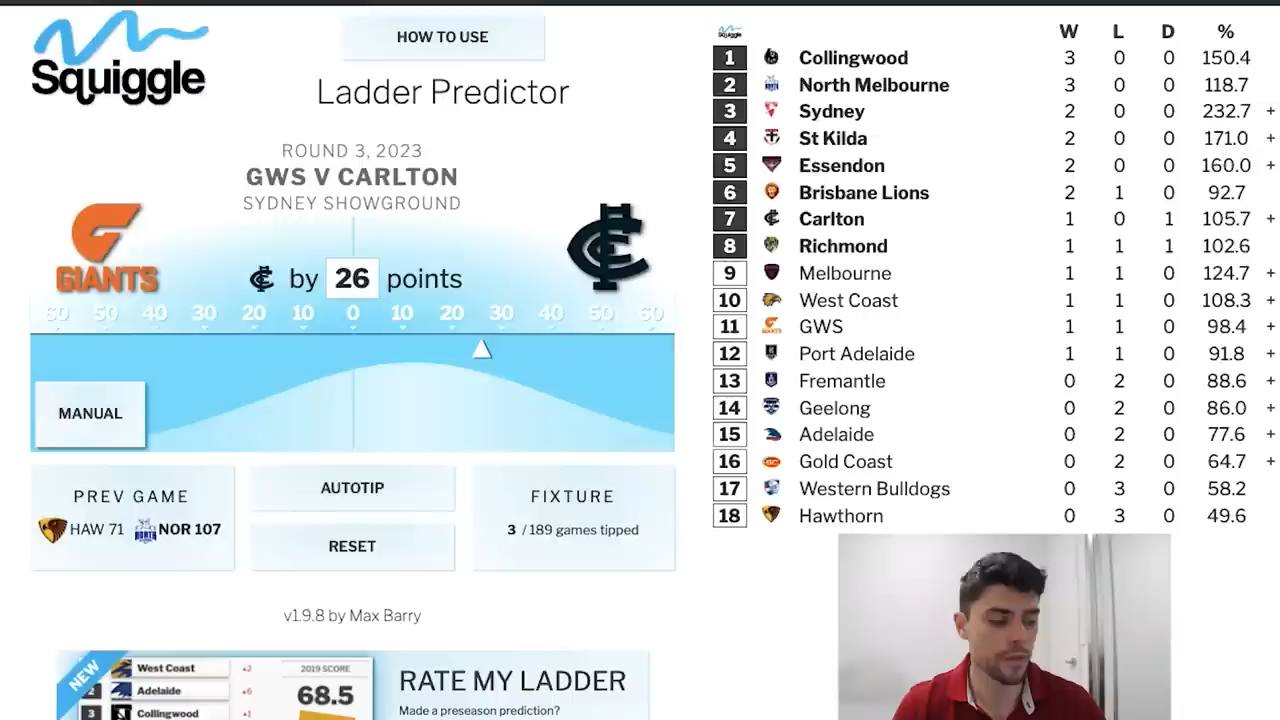 Squiggle
HOW TO USE
Ladder Predictor
ROUND 3, 2023
GWS V CARLTON
SYDNEY SHOWGROUND
GIANTS
by 26 points
60 50 40 30 20 10 0 10 20 30 40 50 60
MANUAL
PREV GAME
HAW 71 NOR 107
AUTOTIP
RESET
FIXTURE
3 / 189 games tipped
v1.9.8 by Max Barry
NEW
West Coast +2
2 Adelaide +6
3 Collingwood +1
2019 SCORE
68.5
RATE MY LADDER
Made a preseason prediction?
Squiggle W L D %
1 Collingwood 3 0 0 150.4
2 North Melbourne 3 0 0 118.7
3 Sydney 2 0 0 232.7 +
4 St Kilda 2 0 0 171.0 +
5 Essendon 2 0 0 160.0 +
6 Brisbane Lions 2 1 0 92.7
7 Carlton 1 0 1 105.7 +
8 Richmond 1 1 1 102.6
9 Melbourne 1 1 0 124.7 +
10 West Coast 1 1 0 108.3 +
11 GWS 1 1 0 98.4 +
12 Port Adelaide 1 1 0 91.8 +
13 Fremantle 0 2 0 88.6 +
14 Geelong 0 2 0 86.0 +
15 Adelaide 0 2 0 77.6 +
16 Gold Coast 0 2 0 64.7 +
17 Western Bulldogs 0 3 0 58.2
18 Hawthorn 0 3 0 49.6